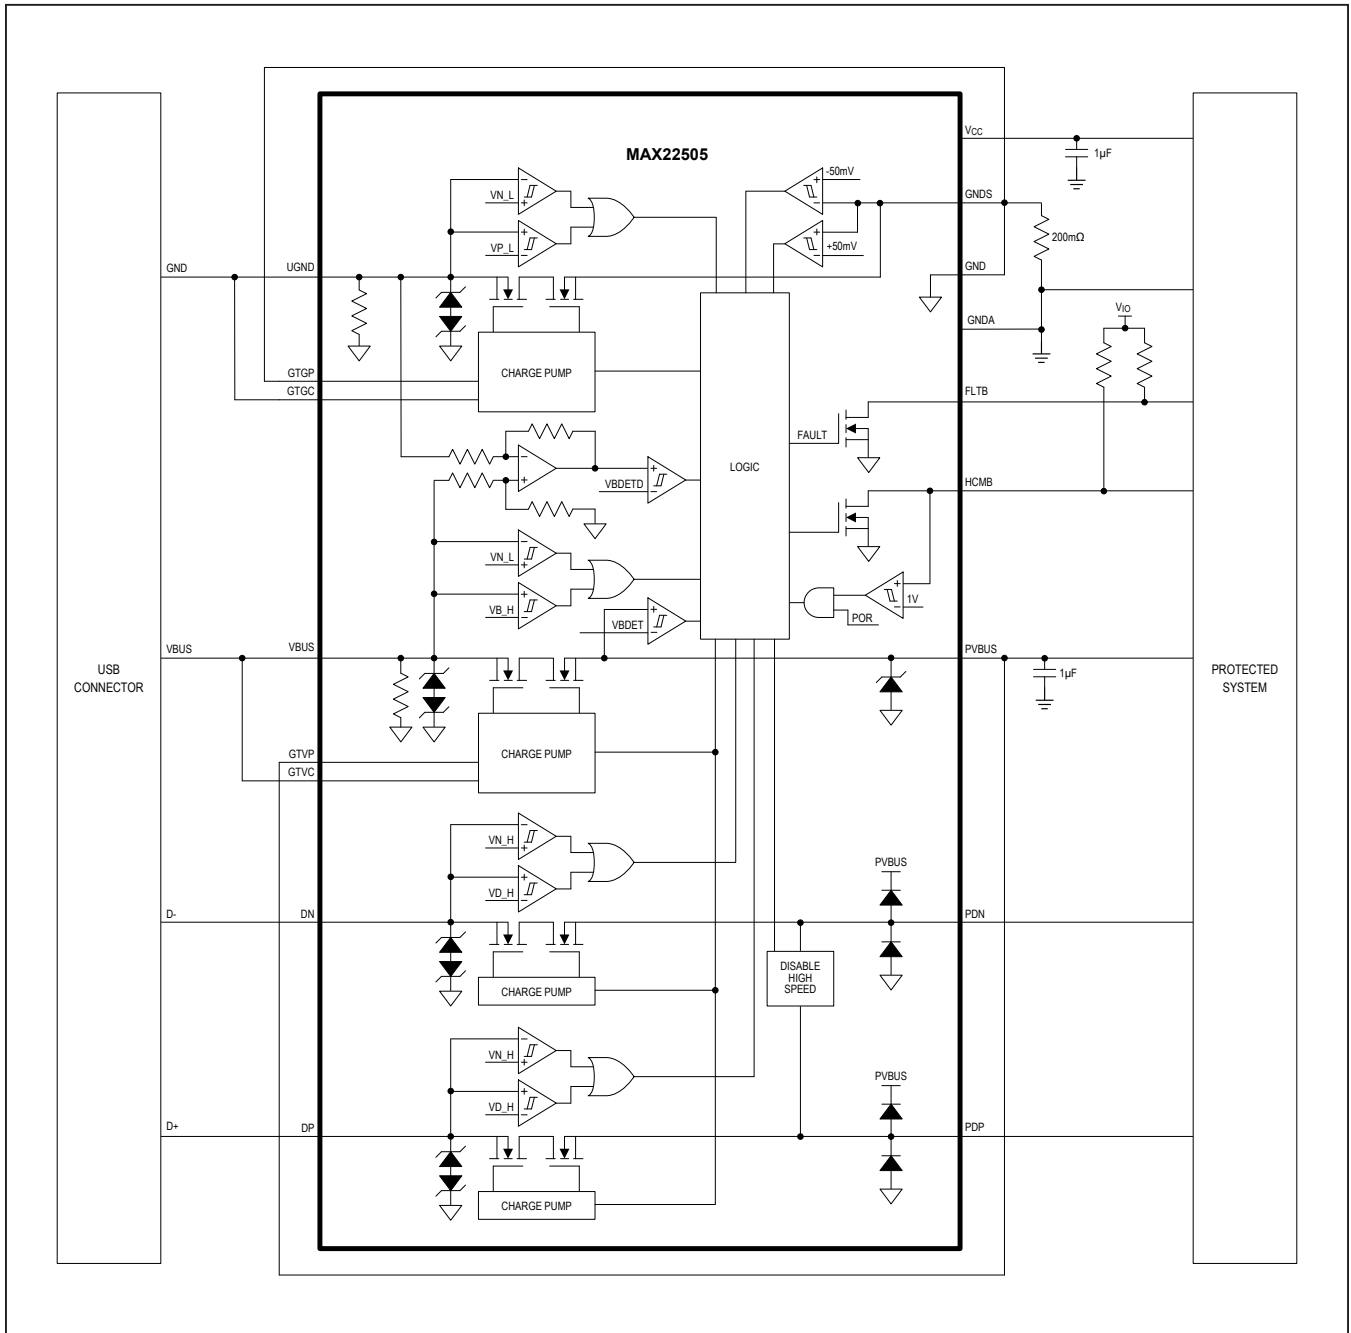 MAX22505
Vcc
1µF
-50mV
VN_L
GNDS
200mΩ
VP_L
+50mV
GND
UGND
GND
VIO
GNDA
GTGP
CHARGE PUMP
GTGC
FLTB
FAULT
LOGIC
VBDETD
HCMB
VN_L
1V
VB_H
POR
VBDET
VBUS
VBUS
PVBUS
1µF
USB
CONNECTOR
PROTECTED
SYSTEM
GTVP
CHARGE PUMP
GTVC
VN_H
PVBUS
VD_H
D-
DN
PDN
DISABLE
HIGH
SPEED
CHARGE PUMP
VN_H
PVBUS
VD_H
D+
DP
PDP
CHARGE PUMP